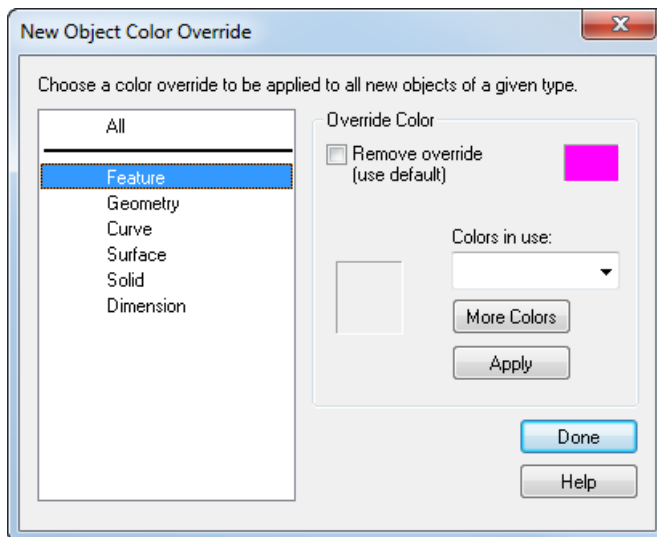 New Object Color Override
Choose a color override to be applied to all new objects of a given type.
All
Feature
Geometry
Curve
Surface
Solid
Dimension
Override Color
Remove override
(use default)
Colors in use:
More Colors
Apply
Done
Help